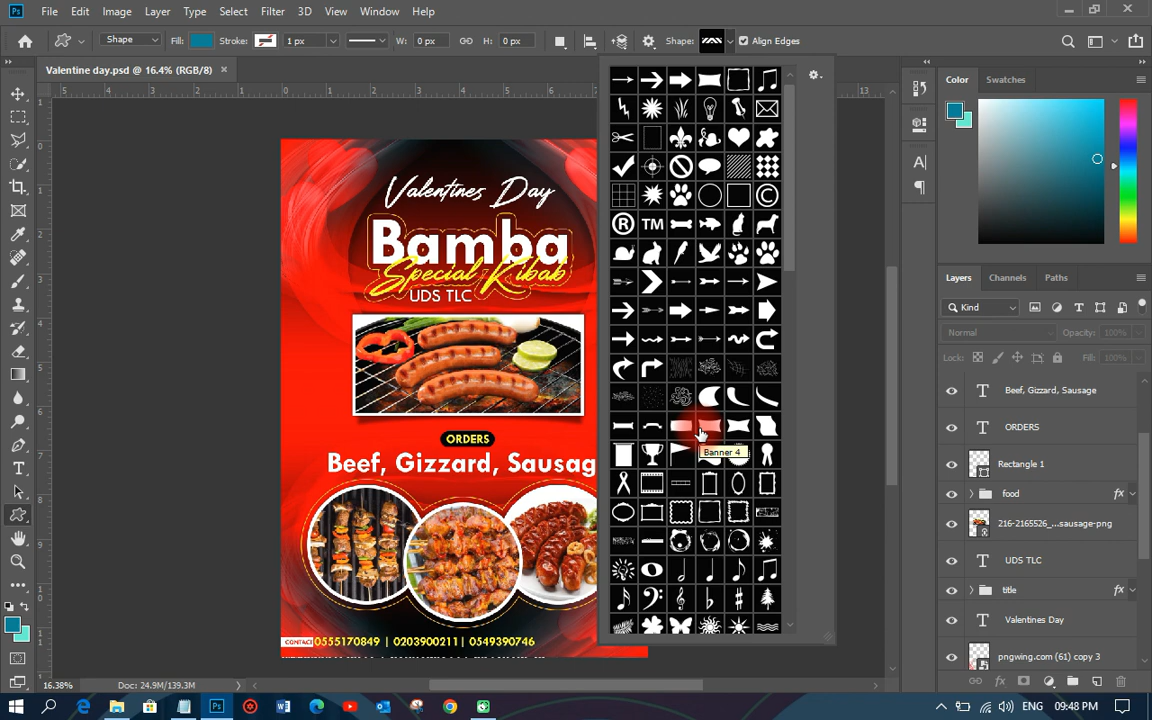 Ps File Edit Image Layer Type Select Filter 3D View Window Help
Shape Fill: Stroke: 1 px W: 0 px H: 0 px Shape: Align Edges
Valentine day.psd @ 16.4% (RGB/8) ×
Color Swatches
Valentines Day
Bamba
Special Kibab
UDS TLC
ORDERS
Beef, Gizzard, Sausag
CONTACT 0555170849 | 0203900211 | 0549390746
TM
Banner 4
Layers Channels Paths
Kind
Normal Opacity: 100%
Lock: Fill: 100%
Beef, Gizzard, Sausage
ORDERS
Rectangle 1
food fx
216-2165526_...sausage-png
UDS TLC
title fx
Valentines Day
pngwing.com (61) copy 3
16.38% Doc: 24.9M/139.3M
ENG 09:48 PM